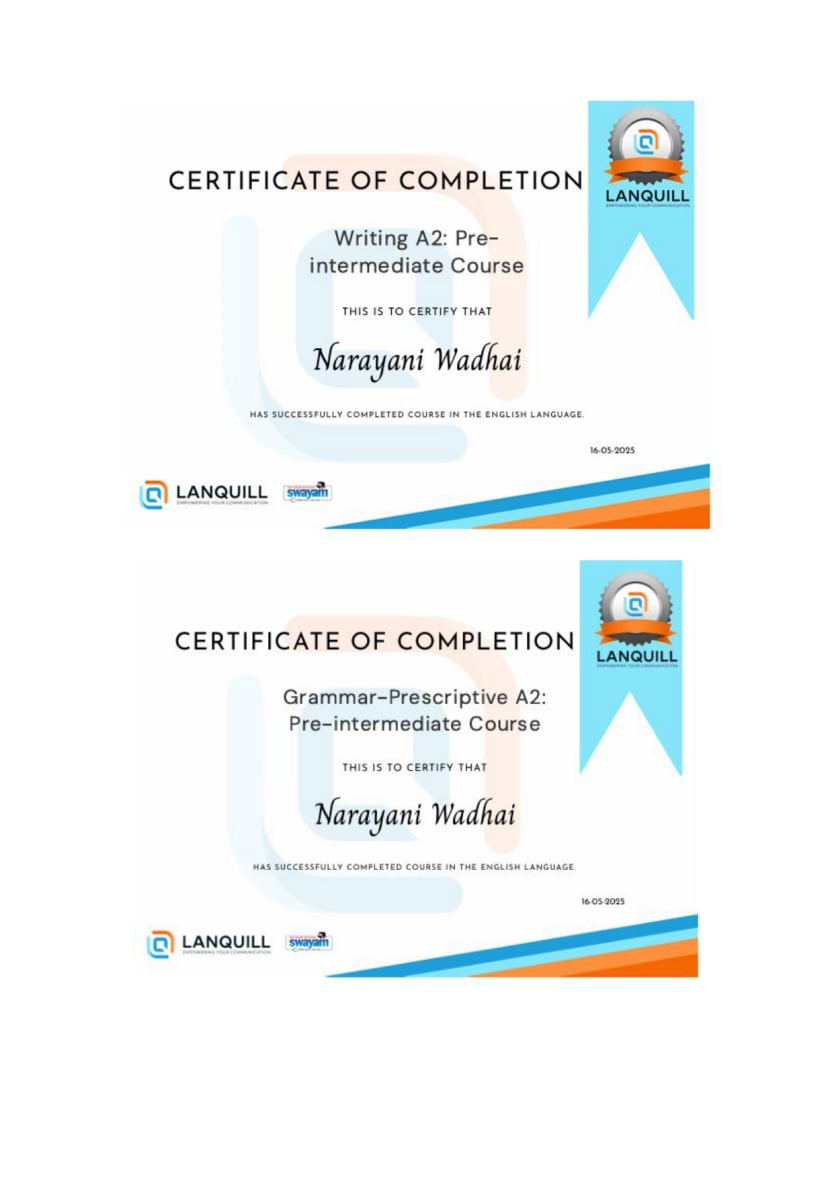 CERTIFICATE OF COMPLETION
LANQUILL
EMPOWERING YOUR COMMUNICATION
Writing A2: Pre-
intermediate Course
THIS IS TO CERTIFY THAT
Narayani Wadhai
HAS SUCCESSFULLY COMPLETED COURSE IN THE ENGLISH LANGUAGE.
16-05-2025
LANQUILL
EMPOWERING YOUR COMMUNICATION
swayam
CERTIFICATE OF COMPLETION
LANQUILL
EMPOWERING YOUR COMMUNICATION
Grammar-Prescriptive A2:
Pre-intermediate Course
THIS IS TO CERTIFY THAT
Narayani Wadhai
HAS SUCCESSFULLY COMPLETED COURSE IN THE ENGLISH LANGUAGE.
16-05-2025
LANQUILL
EMPOWERING YOUR COMMUNICATION
swayam